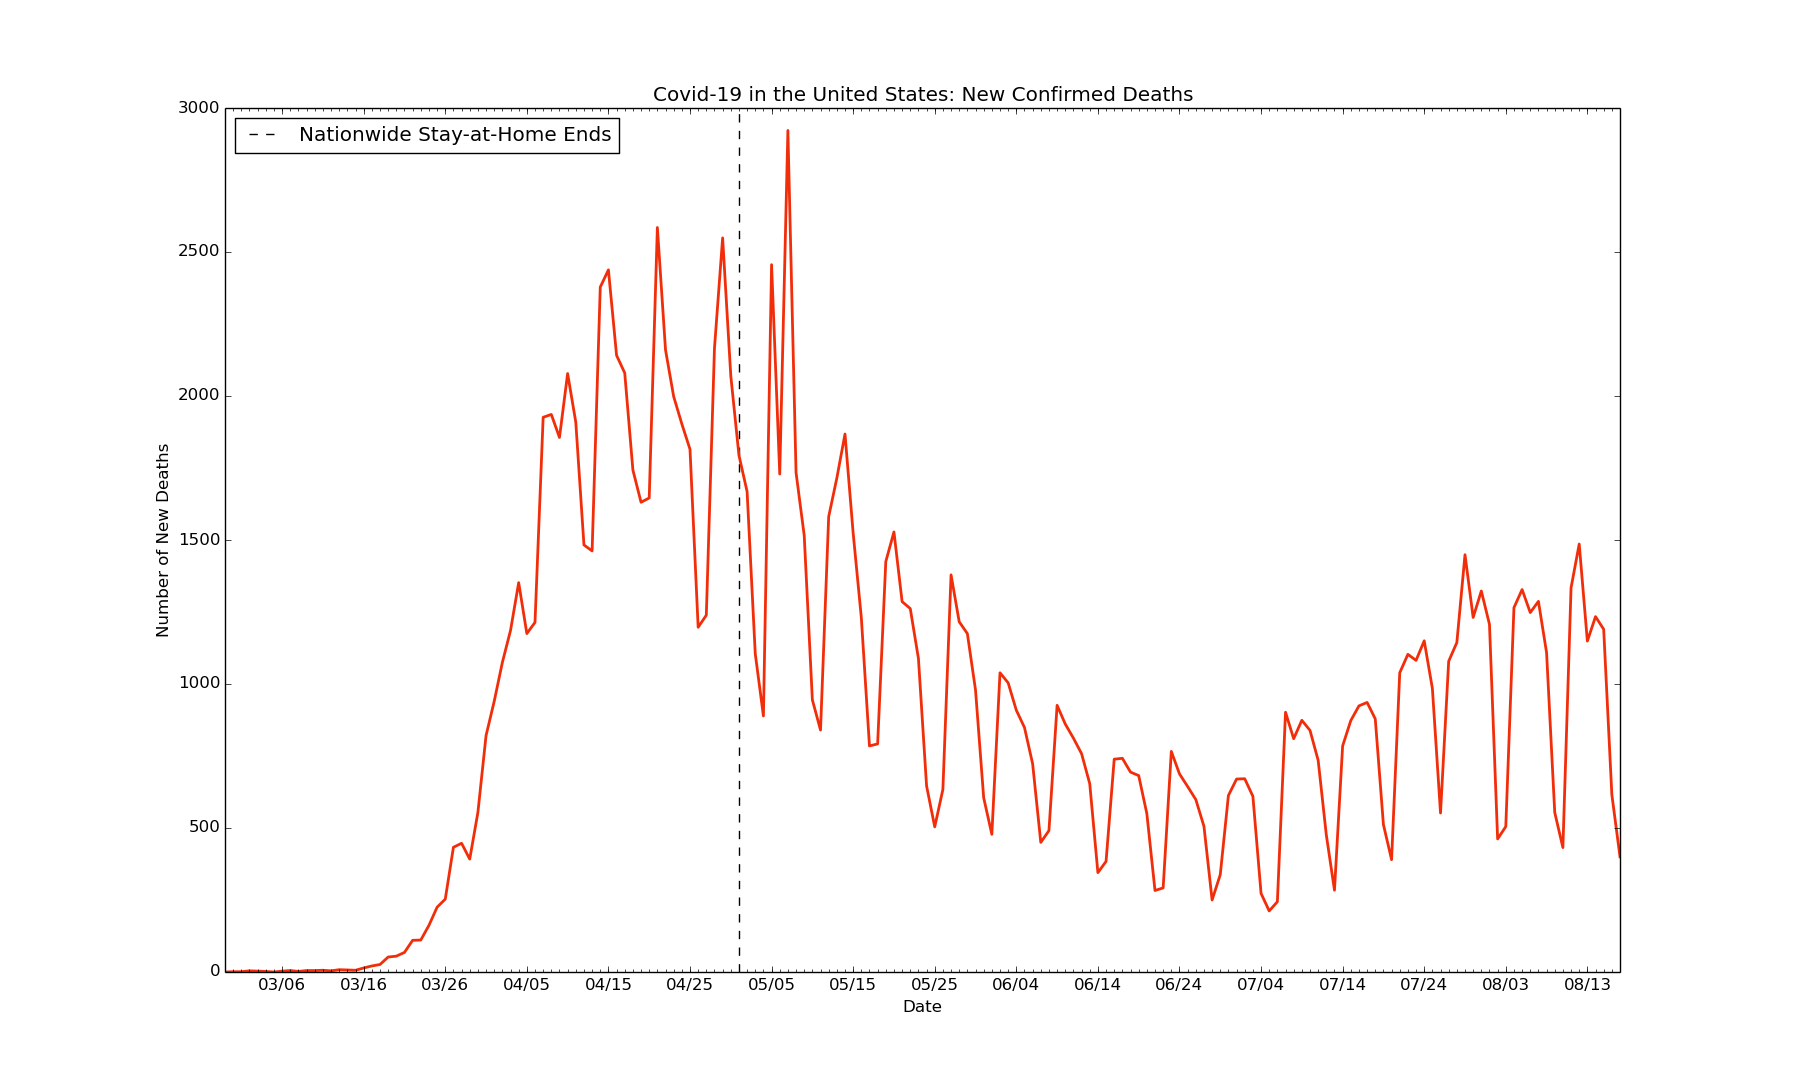 Covid-19 in the United States: New Confirmed Deaths
Nationwide Stay-at-Home Ends
3000
2500
2000
1500
1000
500
0
Number of New Deaths
03/06 03/16 03/26 04/05 04/15 04/25 05/05 05/15 05/25 06/04 06/14 06/24 07/04 07/14 07/24 08/03 08/13
Date